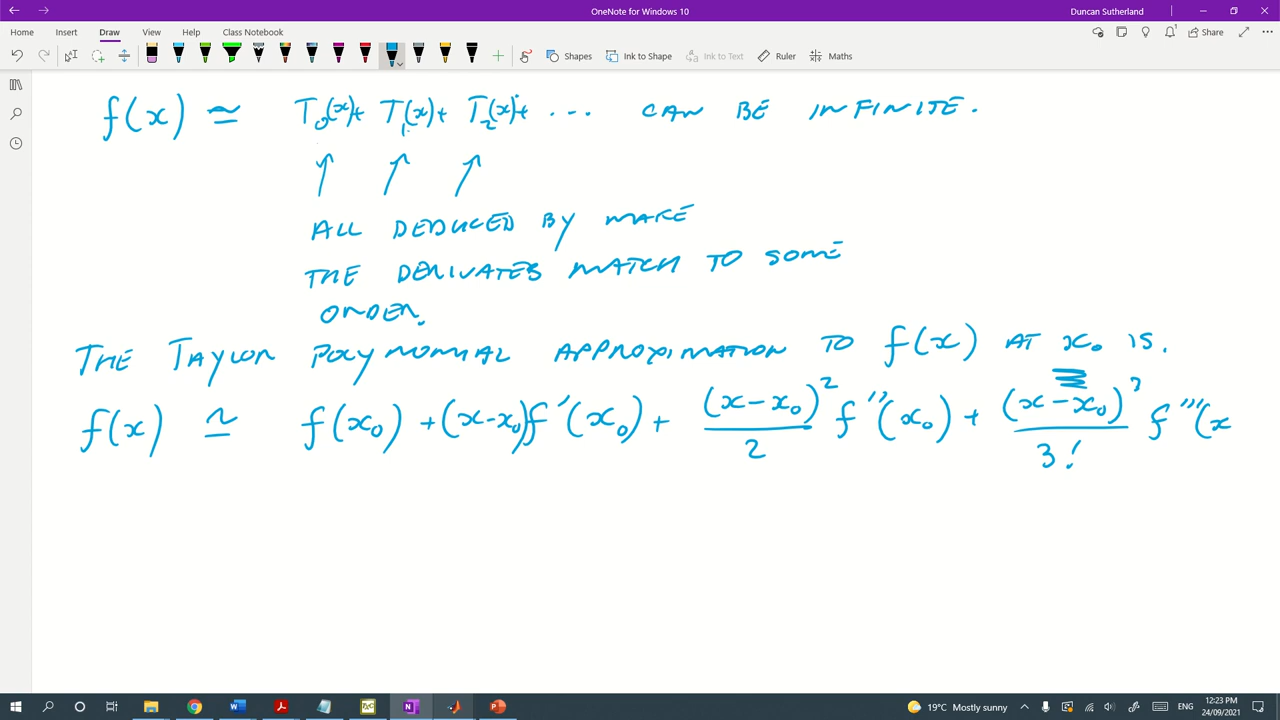 OneNote for Windows 10
Duncan Sutherland
Home Insert Draw View Help Class Notebook
Share
Shapes Ink to Shape Ink to Text Ruler Maths
f(x) ≃ T₀(x)+ T₁(x)+ T₂(x)+ ... CAN BE INFINITE.
ALL DEDUCED BY MAKE
THE DERIVATES MATCH TO SOME
ORDER.
THE TAYLOR POLYNOMIAL APPROXIMATION TO f(x) AT x₀ IS.
f(x) ≃ f(x₀) + (x-x₀)f'(x₀) + (x-x₀)²/2 f''(x₀) + (x-x₀)³/3! f'''(x
19°C Mostly sunny
ENG
12:23 PM
24/09/2021